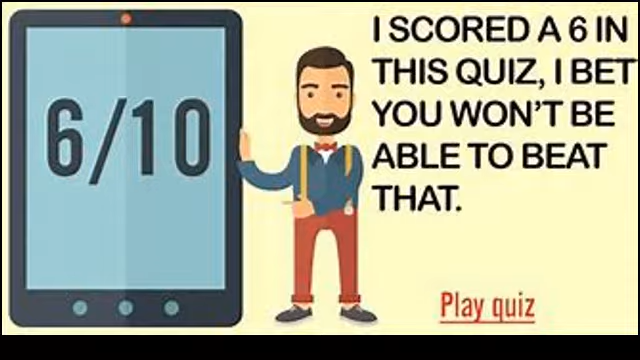 6/10
I SCORED A 6 IN
THIS QUIZ, I BET
YOU WON'T BE
ABLE TO BEAT
THAT.
Play quiz